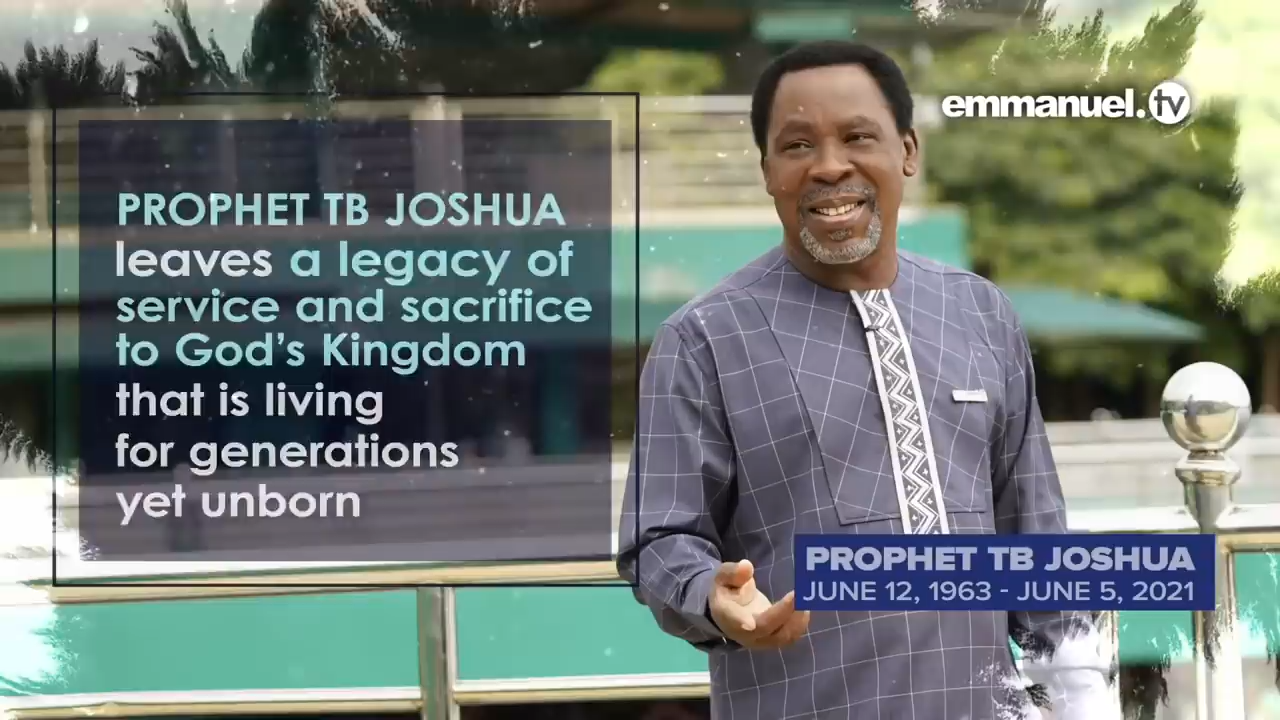 PROPHET TB JOSHUA
leaves a legacy of
service and sacrifice
to God's Kingdom
that is living
for generations
yet unborn
emmanuel.tv
PROPHET TB JOSHUA
JUNE 12, 1963 - JUNE 5, 2021